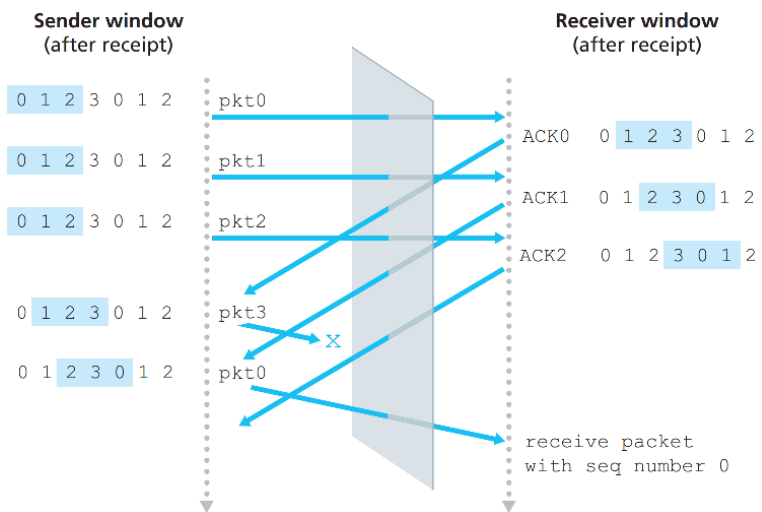 Sender window
(after receipt)
Receiver window
(after receipt)
0 1 2 3 0 1 2
pkt0
ACK0
0 1 2 3 0 1 2
0 1 2 3 0 1 2
pkt1
ACK1
0 1 2 3 0 1 2
0 1 2 3 0 1 2
pkt2
ACK2
0 1 2 3 0 1 2
0 1 2 3 0 1 2
pkt3
X
0 1 2 3 0 1 2
pkt0
receive packet
with seq number 0